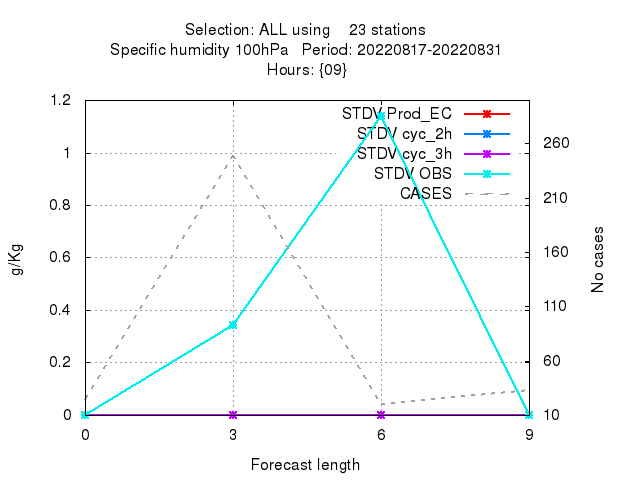 Selection: ALL using    23 stations
Specific humidity 100hPa   Period: 20220817-20220831
Hours: {09}
STDV Prod_EC
STDV cyc_2h
STDV cyc_3h
STDV OBS
CASES
1.2
1
0.8
0.6
0.4
0.2
0
g/Kg
260
210
160
110
60
10
No cases
0 3 6 9
Forecast length